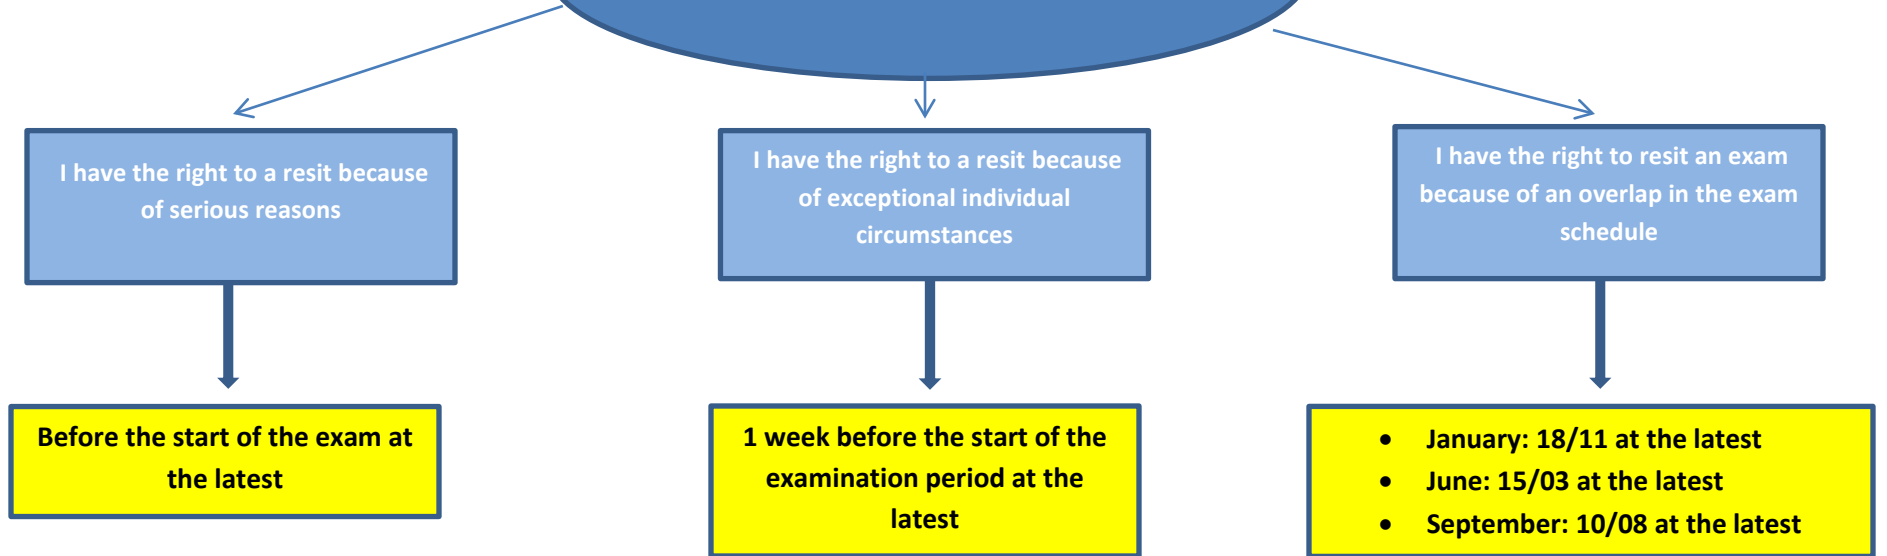 I have the right to a resit because
of serious reasons
I have the right to a resit because
of exceptional individual
circumstances
I have the right to resit an exam
because of an overlap in the exam
schedule
Before the start of the exam at
the latest
1 week before the start of the
examination period at the
latest
• January: 18/11 at the latest
• June: 15/03 at the latest
• September: 10/08 at the latest